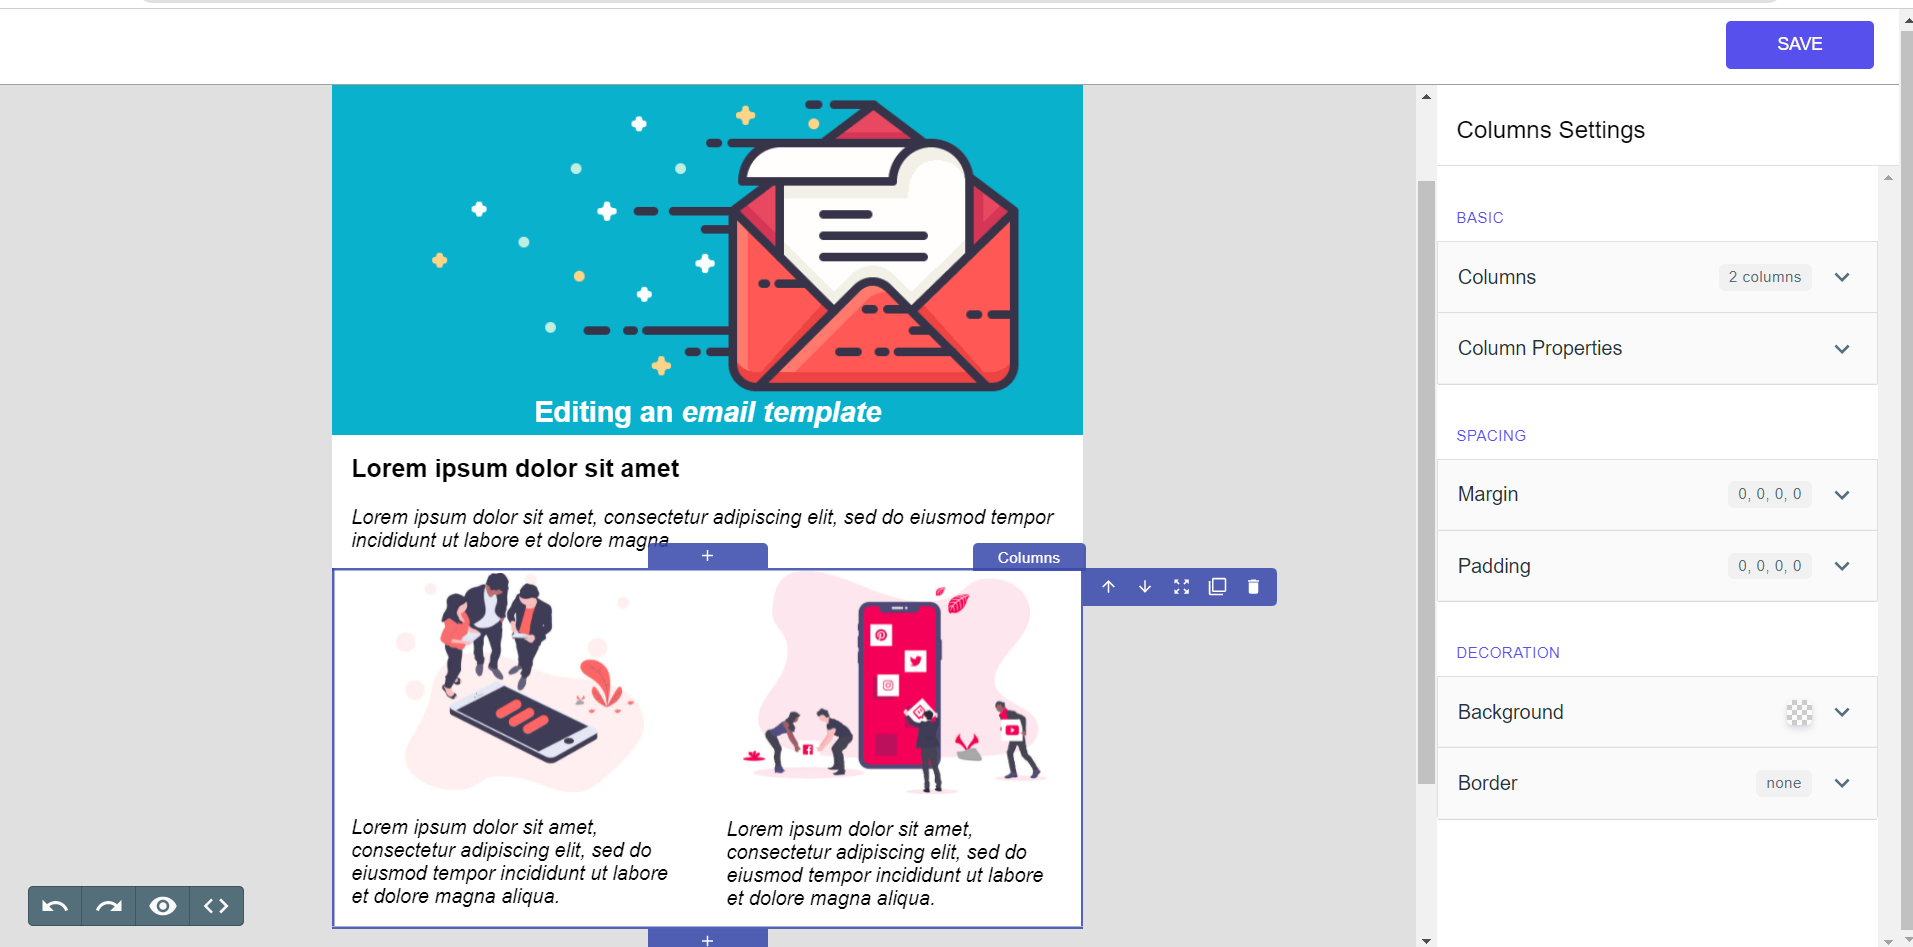 SAVE
Editing an email template
Lorem ipsum dolor sit amet
Lorem ipsum dolor sit amet, consectetur adipiscing elit, sed do eiusmod tempor
incididunt ut labore et dolore magna
+
Columns
Lorem ipsum dolor sit amet,
consectetur adipiscing elit, sed do
eiusmod tempor incididunt ut labore
et dolore magna aliqua.
Lorem ipsum dolor sit amet,
consectetur adipiscing elit, sed do
eiusmod tempor incididunt ut labore
et dolore magna aliqua.
+
Columns Settings
BASIC
Columns 2 columns
Column Properties
SPACING
Margin 0, 0, 0, 0
Padding 0, 0, 0, 0
DECORATION
Background
Border none